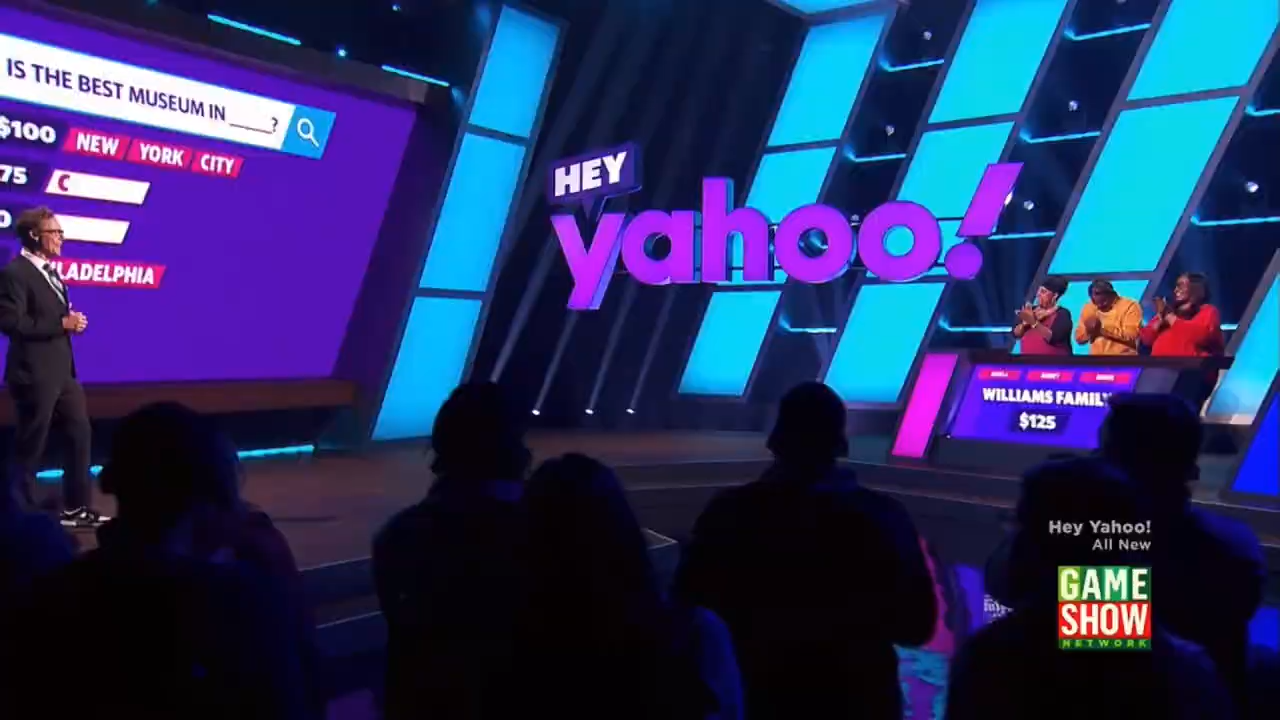 IS THE BEST MUSEUM IN ____?
$100 NEW YORK CITY
75 C
0
LADELPHIA
HEY
yahoo!
WILLIAMS FAMILY
$125
Hey Yahoo!
All New
GAME
SHOW
NETWORK